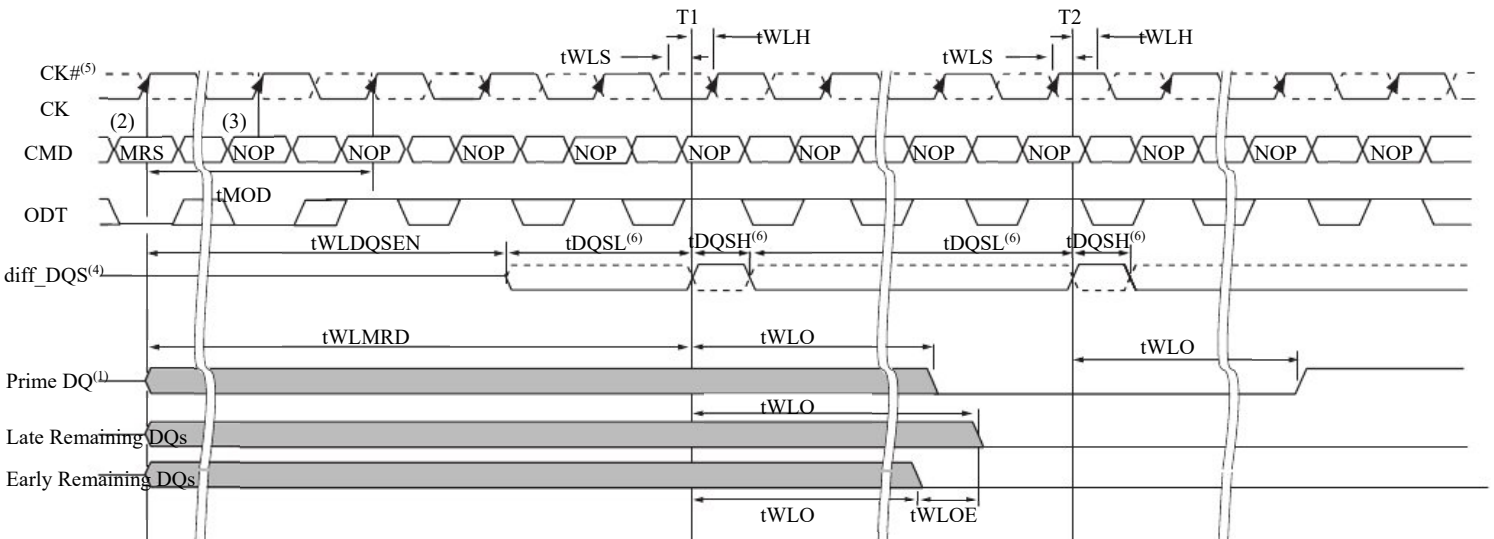 T1 T2
tWLH tWLH
tWLS tWLS
CK#(5)
CK
(2) (3)
CMD MRS NOP NOP NOP NOP NOP NOP NOP NOP NOP NOP NOP
tMOD
ODT
tWLDQSEN tDQSL(6) tDQSH(6) tDQSL(6) tDQSH(6)
diff_DQS(4)
tWLMRD tWLO tWLO
Prime DQ(1)
tWLO
Late Remaining DQs
Early Remaining DQs
tWLO tWLOE